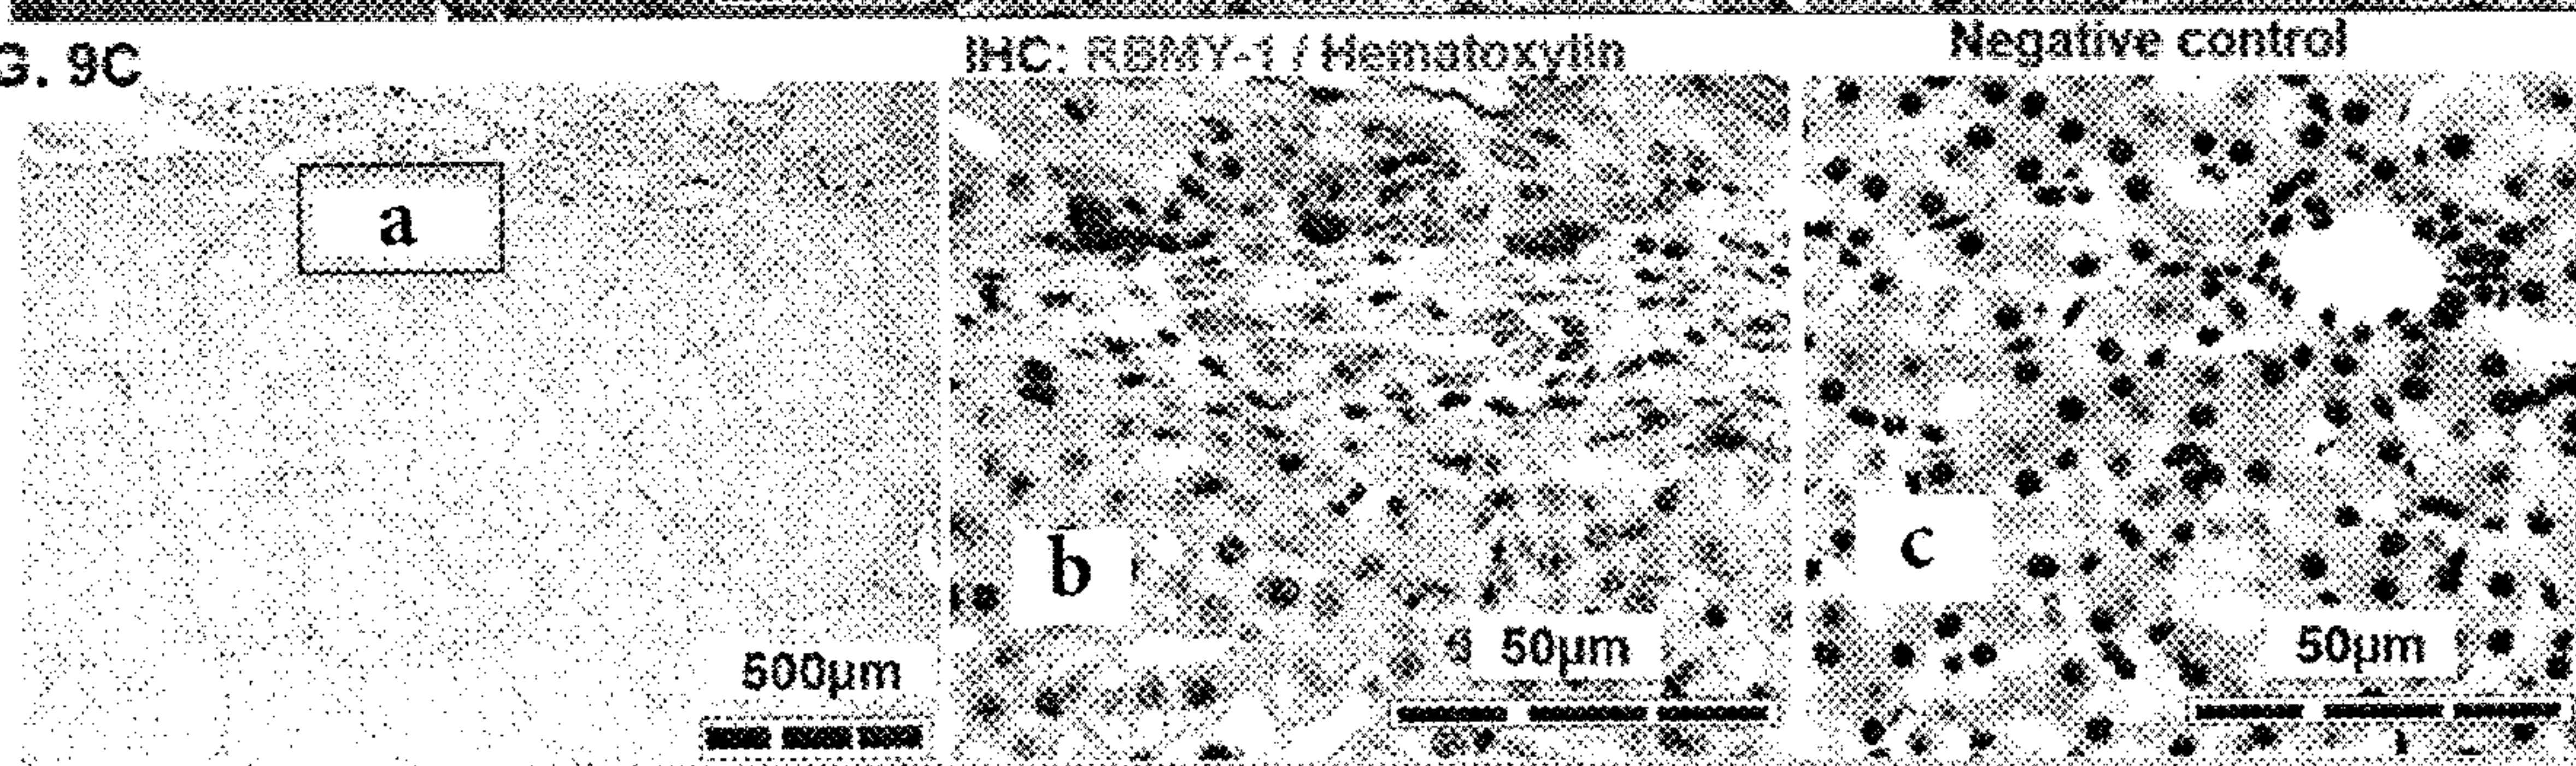 G. 9C
IHC: RBMY-1 / Hematoxylin
Negative control
a
b
c
500µm
50µm
50µm